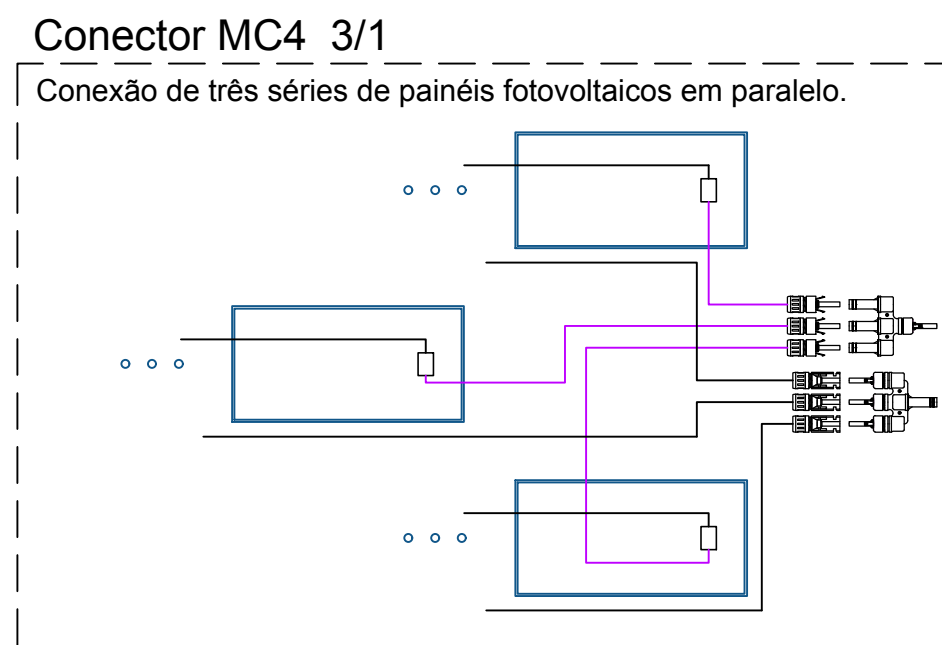 Conector MC4 3/1
Conexão de três séries de painéis fotovoltaicos em paralelo.